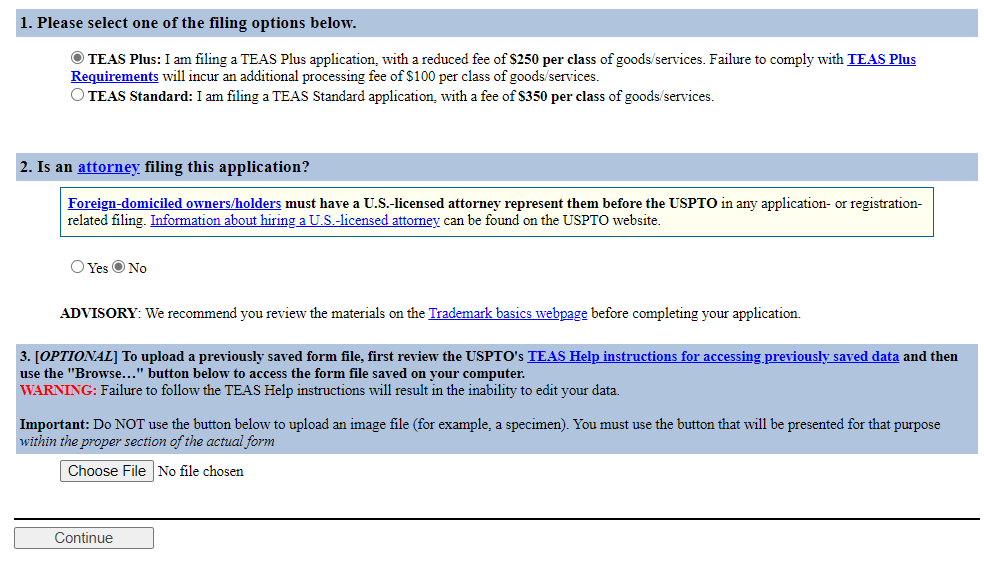 1. Please select one of the filing options below.
TEAS Plus: I am filing a TEAS Plus application, with a reduced fee of $250 per class of goods/services. Failure to comply with TEAS Plus
Requirements will incur an additional processing fee of $100 per class of goods/services.
TEAS Standard: I am filing a TEAS Standard application, with a fee of $350 per class of goods/services.
2. Is an attorney filing this application?
Foreign-domiciled owners/holders must have a U.S.-licensed attorney represent them before the USPTO in any application- or registration-
related filing. Information about hiring a U.S.-licensed attorney can be found on the USPTO website.
Yes No
ADVISORY: We recommend you review the materials on the Trademark basics webpage before completing your application.
3. [OPTIONAL] To upload a previously saved form file, first review the USPTO's TEAS Help instructions for accessing previously saved data and then
use the "Browse…" button below to access the form file saved on your computer.
WARNING: Failure to follow the TEAS Help instructions will result in the inability to edit your data.
Important: Do NOT use the button below to upload an image file (for example, a specimen). You must use the button that will be presented for that purpose
within the proper section of the actual form
Choose File No file chosen
Continue